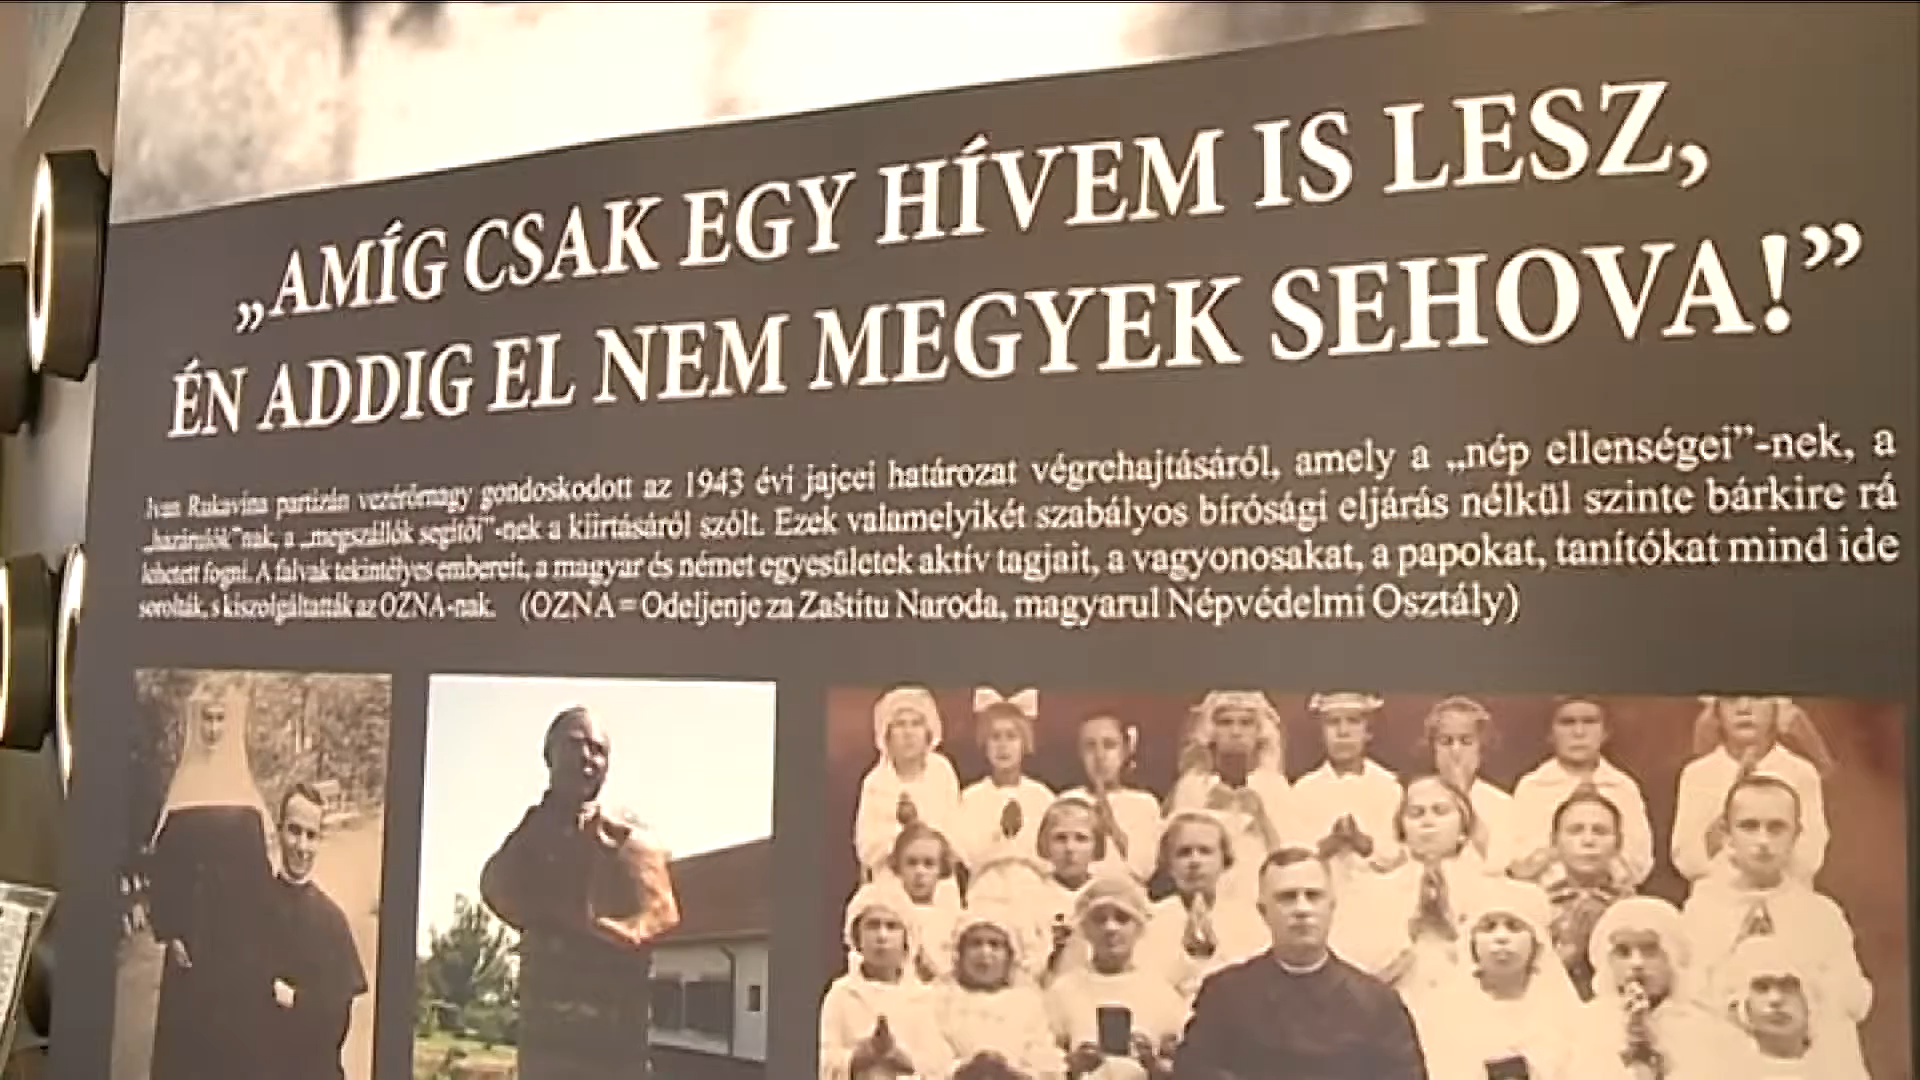 „AMÍG CSAK EGY HÍVEM IS LESZ,
ÉN ADDIG EL NEM MEGYEK SEHOVA!”
Ivan Rukavina partizán vezérőrnagy gondoskodott az 1943 évi jajcei határozat végrehajtásáról, amely a „nép ellenségei”-nek, a
„hazárulók”nak, a „megszállók segítői”-nek a kiirtásáról szólt. Ezek valamelyikét szabályos bírósági eljárás nélkül szinte bárkire rá
lehetett fogni. A falvak tekintélyes embereit, a magyar és német egyesületek aktív tagjait, a vagyonosakat, a papokat, tanítókat mind ide
sorolták, s kiszolgáltatták az OZNA-nak. (OZNA = Odeljenje za Zaštitu Naroda, magyarul Népvédelmi Osztály)